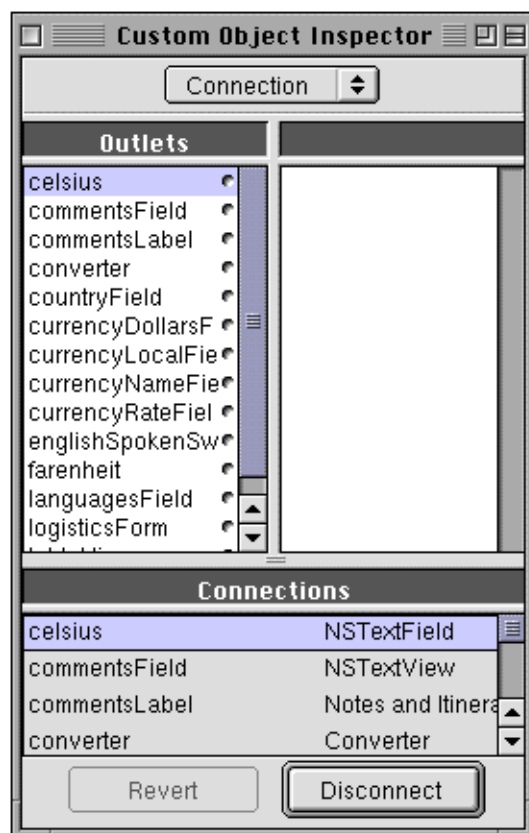 Custom Object Inspector
Connection
Outlets
celsius
commentsField
commentsLabel
converter
countryField
currencyDollarsF
currencyLocalFie
currencyNameFie
currencyRateFiel
englishSpokenSw
farenheit
languagesField
logisticsForm
Connections
celsius NSTextField
commentsField NSTextView
commentsLabel Notes and Itinera
converter Converter
Revert Disconnect